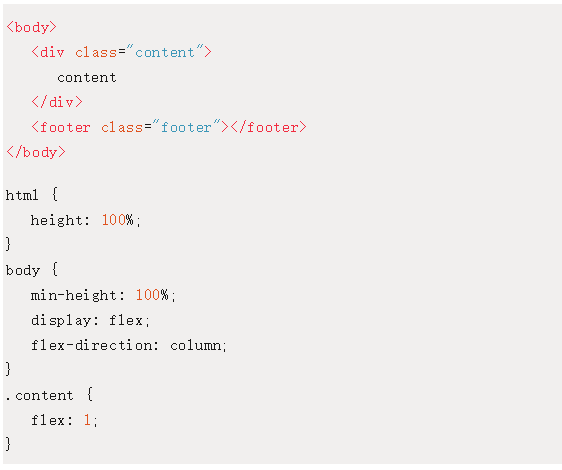 <body>
<div class="content">
content
</div>
<footer class="footer"></footer>
</body>
html {
height: 100%;
}
body {
min-height: 100%;
display: flex;
flex-direction: column;
}
.content {
flex: 1;
}